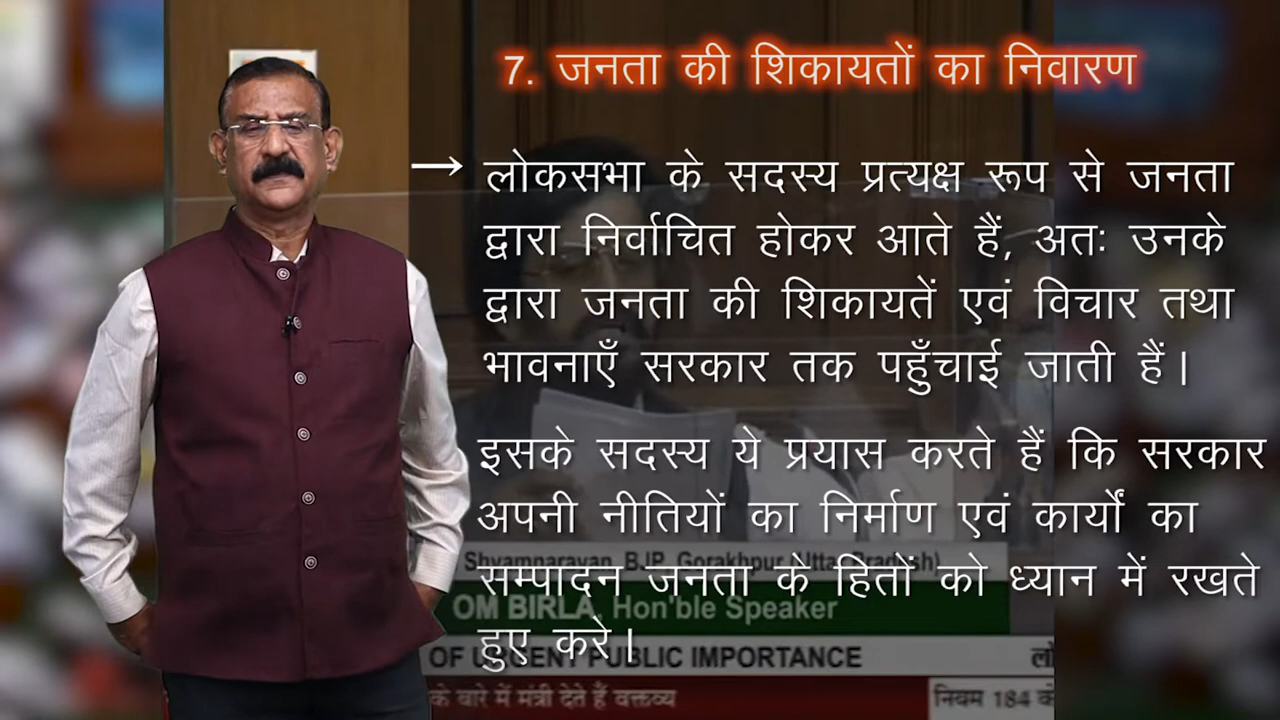 7. जनता की शिकायतों का निवारण
→ लोकसभा के सदस्य प्रत्यक्ष रूप से जनता
द्वारा निर्वाचित होकर आते हैं, अतः उनके
द्वारा जनता की शिकायतें एवं विचार तथा
भावनाएँ सरकार तक पहुँचाई जाती हैं।
इसके सदस्य ये प्रयास करते हैं कि सरकार
अपनी नीतियों का निर्माण एवं कार्यों का
सम्पादन जनता के हितों को ध्यान में रखते
हुए करे।
Shyamnarayan, BJP, Gorakhpur (Uttar Pradesh)
OM BIRLA, Hon'ble Speaker
OF URGENT PUBLIC IMPORTANCE
के बारे में मंत्री देते हैं वक्तव्य
नियम 184 के